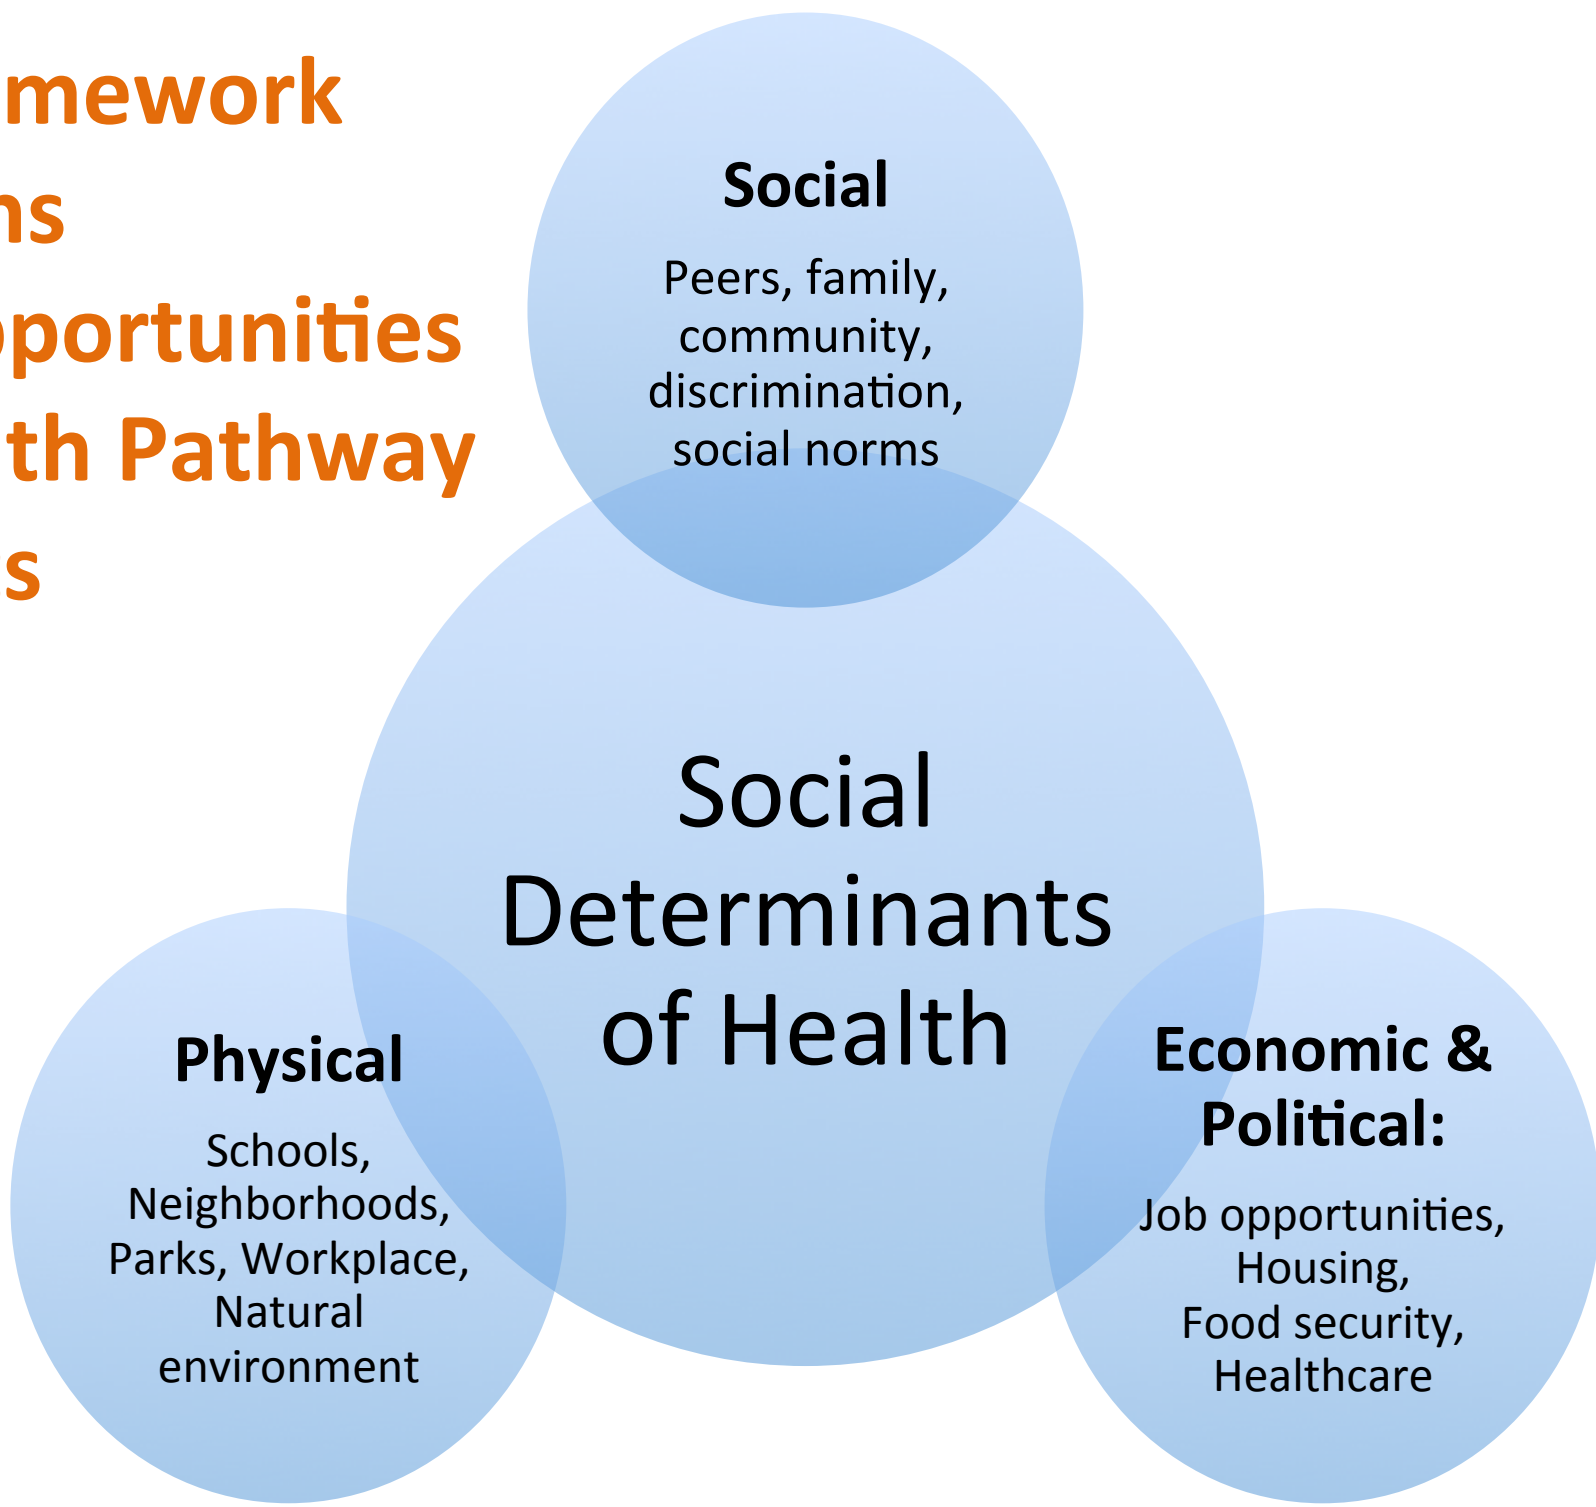 mework
ns
pportunities
th Pathway
s
Social
Peers, family,
community,
discrimination,
social norms
Social
Determinants
of Health
Physical
Schools,
Neighborhoods,
Parks, Workplace,
Natural
environment
Economic &
Political:
Job opportunities,
Housing,
Food security,
Healthcare